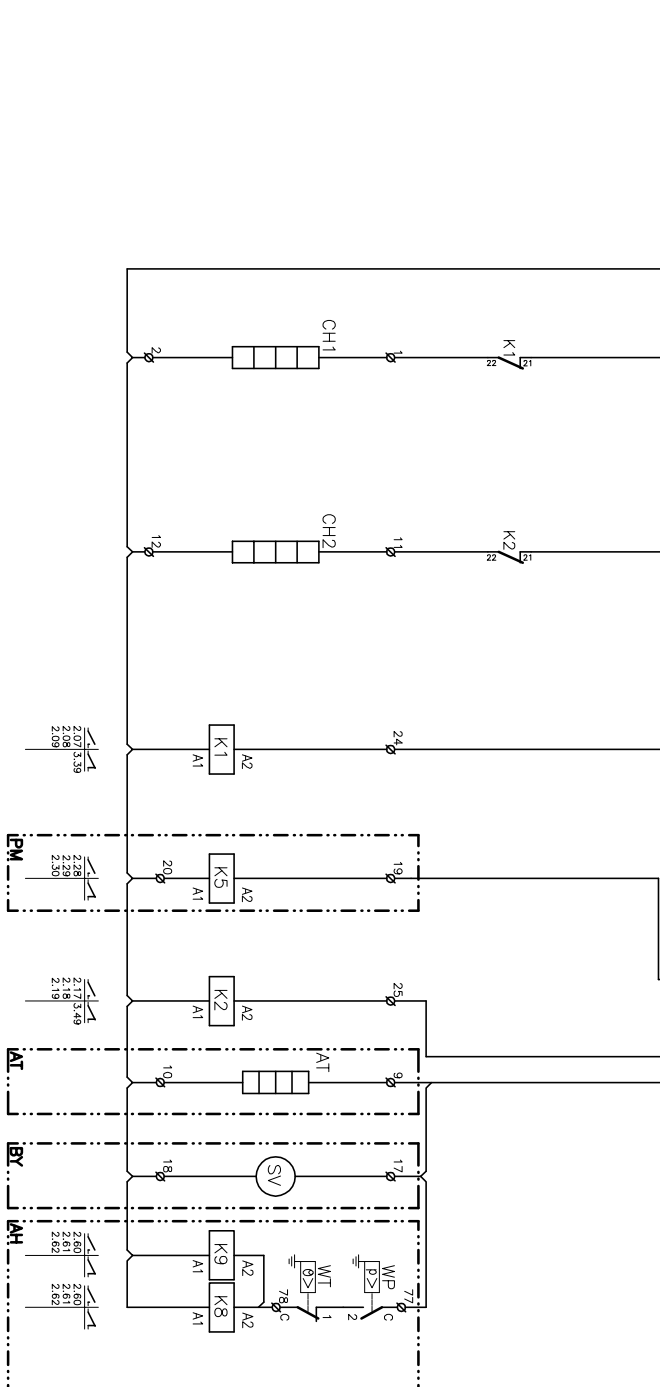 CH1
K1
2
1
22
21
CH2
K2
12
11
22
21
2.07 3.39
2.08
2.09
K1
A1
A2
24
PM
2.28
2.29
2.30
20
K5
A1
A2
19
2.17 3.49
2.18
2.19
K2
A1
A2
25
AT
10
AT
9
BY
18
SV
17
AH
2.60
2.61
2.62
K9
A1
A2
WT
WP
θ>
p>
2.60
2.61
2.62
K8
A1
A2
78
C
1
2
C
77